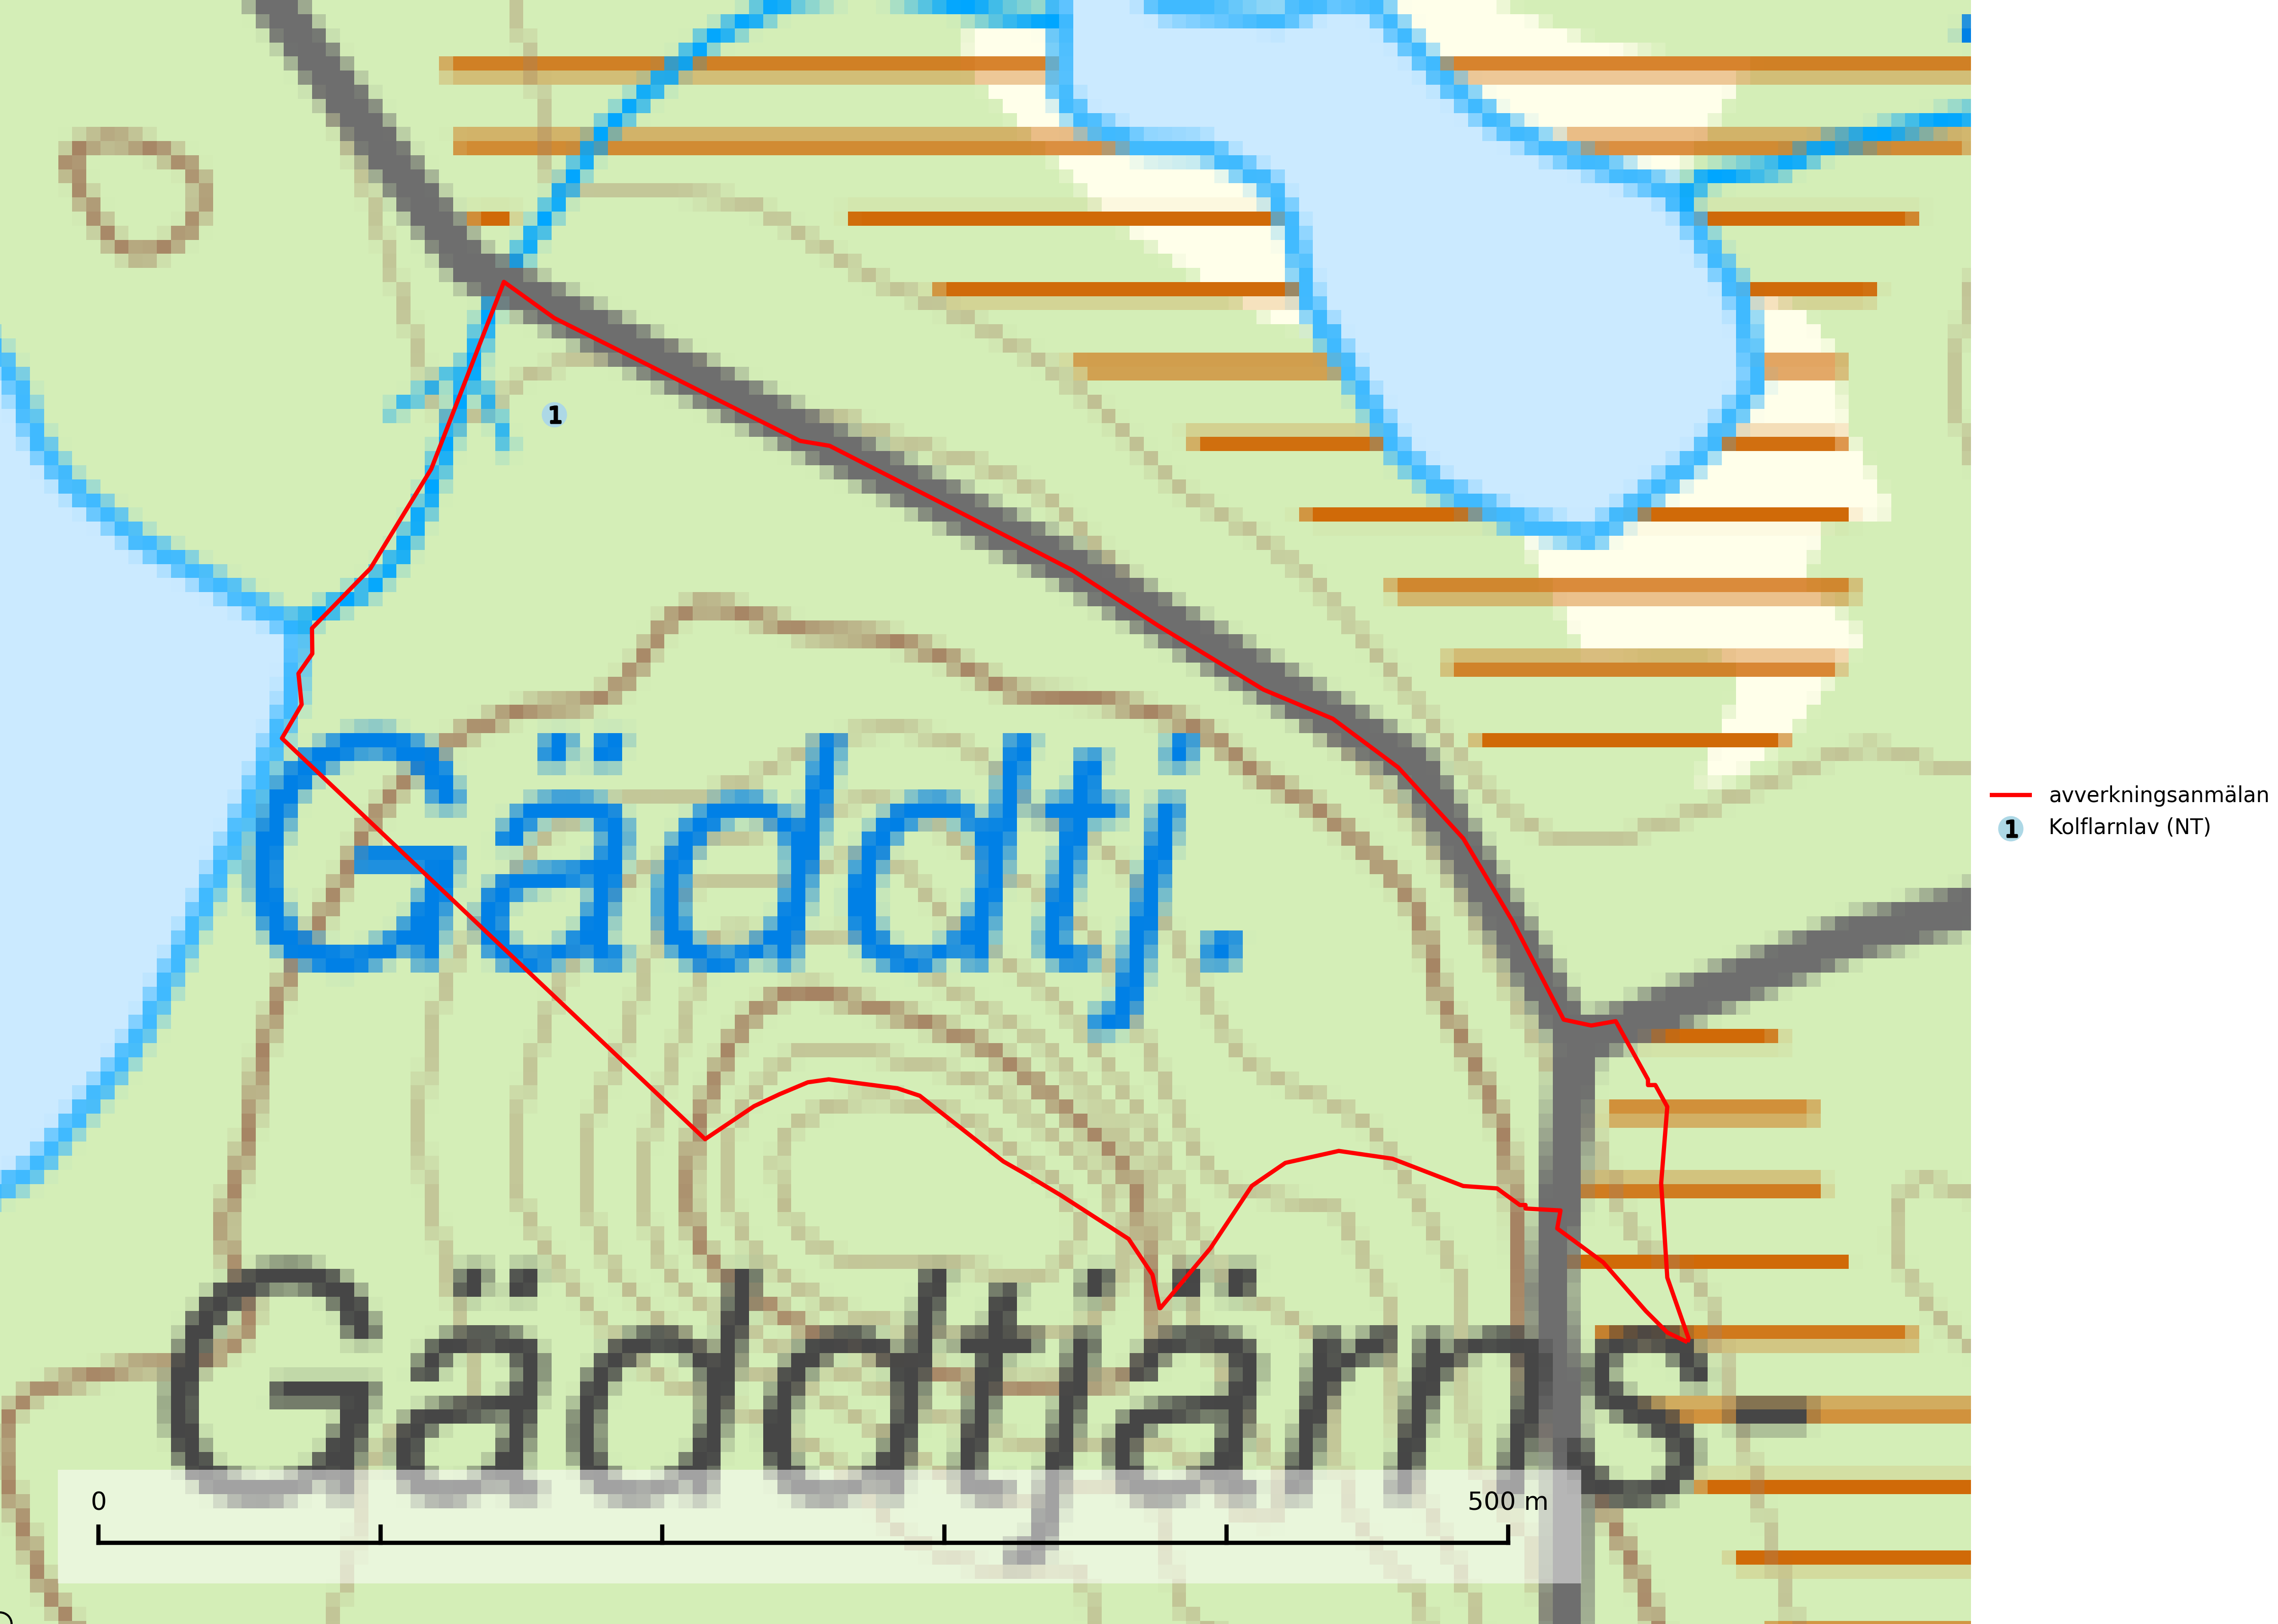 1
Gäddtj.
avverkningsanmälan
1 Kolflarnlav (NT)
Gäddtjärns-
0 500 m